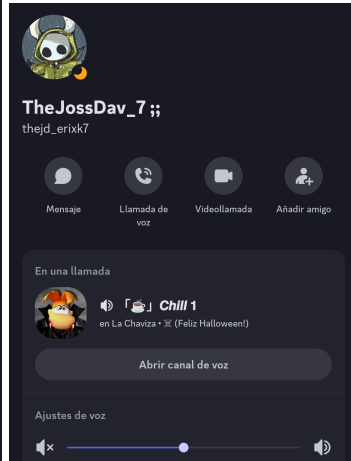 TheJossDav_7 ;;
thejd_erixk7
Mensaje
Llamada de voz
Videollamada
Añadir amigo
En una llamada
「☕」 Chill 1
en La Chaviza • ☠️ (Feliz Halloween!)
Abrir canal de voz
Ajustes de voz